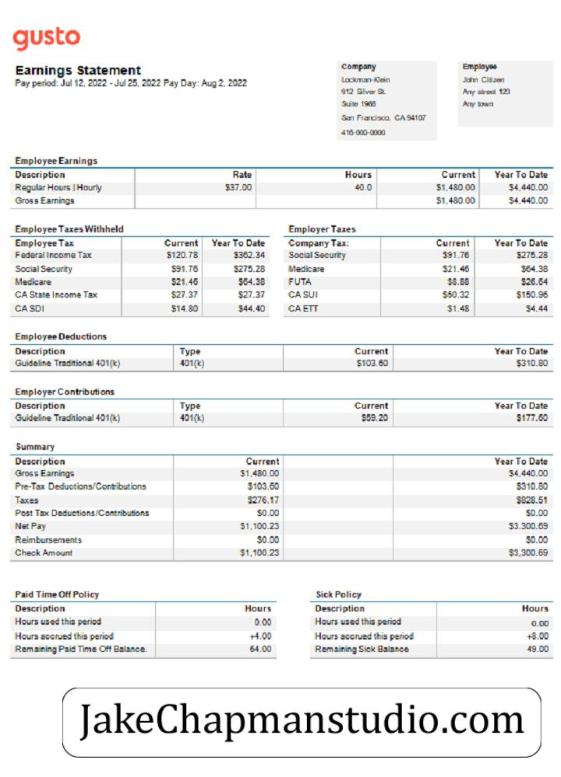 gusto
Earnings Statement
Pay period: Jul 12, 2022 - Jul 25, 2022 Pay Day: Aug 2, 2022
Company
Lockman-Klein
912 Silver St.
Suite 1966
San Francisco, CA 94107
415-000-0000
Employee
John Citizen
Any street 123
Any town
Employee Earnings
Description Rate Hours Current Year To Date
Regular Hours | Hourly $37.00 40.0 $1,480.00 $4,440.00
Gross Earnings $1,480.00 $4,440.00
Employee Taxes Withheld
Employee Tax Current Year To Date
Federal Income Tax $120.78 $362.34
Social Security $91.76 $275.28
Medicare $21.46 $64.38
CA State Income Tax $27.37 $27.37
CA SDI $14.80 $44.40
Employer Taxes
Company Tax: Current Year To Date
Social Security $91.76 $275.28
Medicare $21.46 $64.38
FUTA $8.88 $26.64
CA SUI $50.32 $150.96
CA ETT $1.48 $4.44
Employee Deductions
Description Type Current Year To Date
Guideline Traditional 401(k) 401(k) $103.60 $310.80
Employer Contributions
Description Type Current Year To Date
Guideline Traditional 401(k) 401(k) $59.20 $177.60
Summary
Description Current Year To Date
Gross Earnings $1,480.00 $4,440.00
Pre-Tax Deductions/Contributions $103.60 $310.80
Taxes $276.17 $828.51
Post Tax Deductions/Contributions $0.00 $0.00
Net Pay $1,100.23 $3.300.69
Reimbursements $0.00 $0.00
Check Amount $1,100.23 $3,300.69
Paid Time Off Policy
Description Hours
Hours used this period 0.00
Hours accrued this period +4.00
Remaining Paid Time Off Balance. 64.00
Sick Policy
Description Hours
Hours used this period 0.00
Hours accrued this period +8.00
Remaining Sick Balance 49.00
JakeChapmanstudio.com